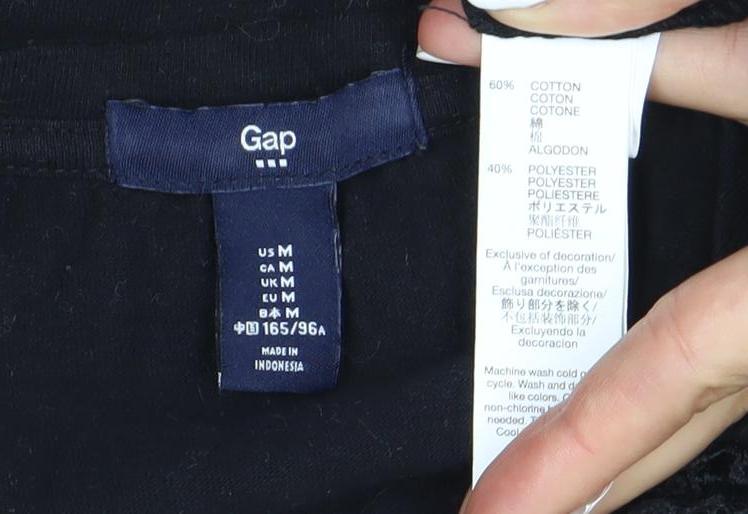 Gap
US M
CA M
UK M
EU M
日本 M
中国 165/96A
MADE IN
INDONESIA
60% COTTON
COTON
COTONE
綿
棉
ALGODON
40% POLYESTER
POLYESTER
POLIESTERE
ポリエステル
聚酯纤维
POLIÉSTER
Exclusive of decoration/
À l'exception des
garnitures/
Esclusa decorazione/
飾り部分を除く/
不包括装饰部分/
Excluyendo la
decoracion
Machine wash cold
cycle. Wash and
like colors.
non-chlorine
needed.